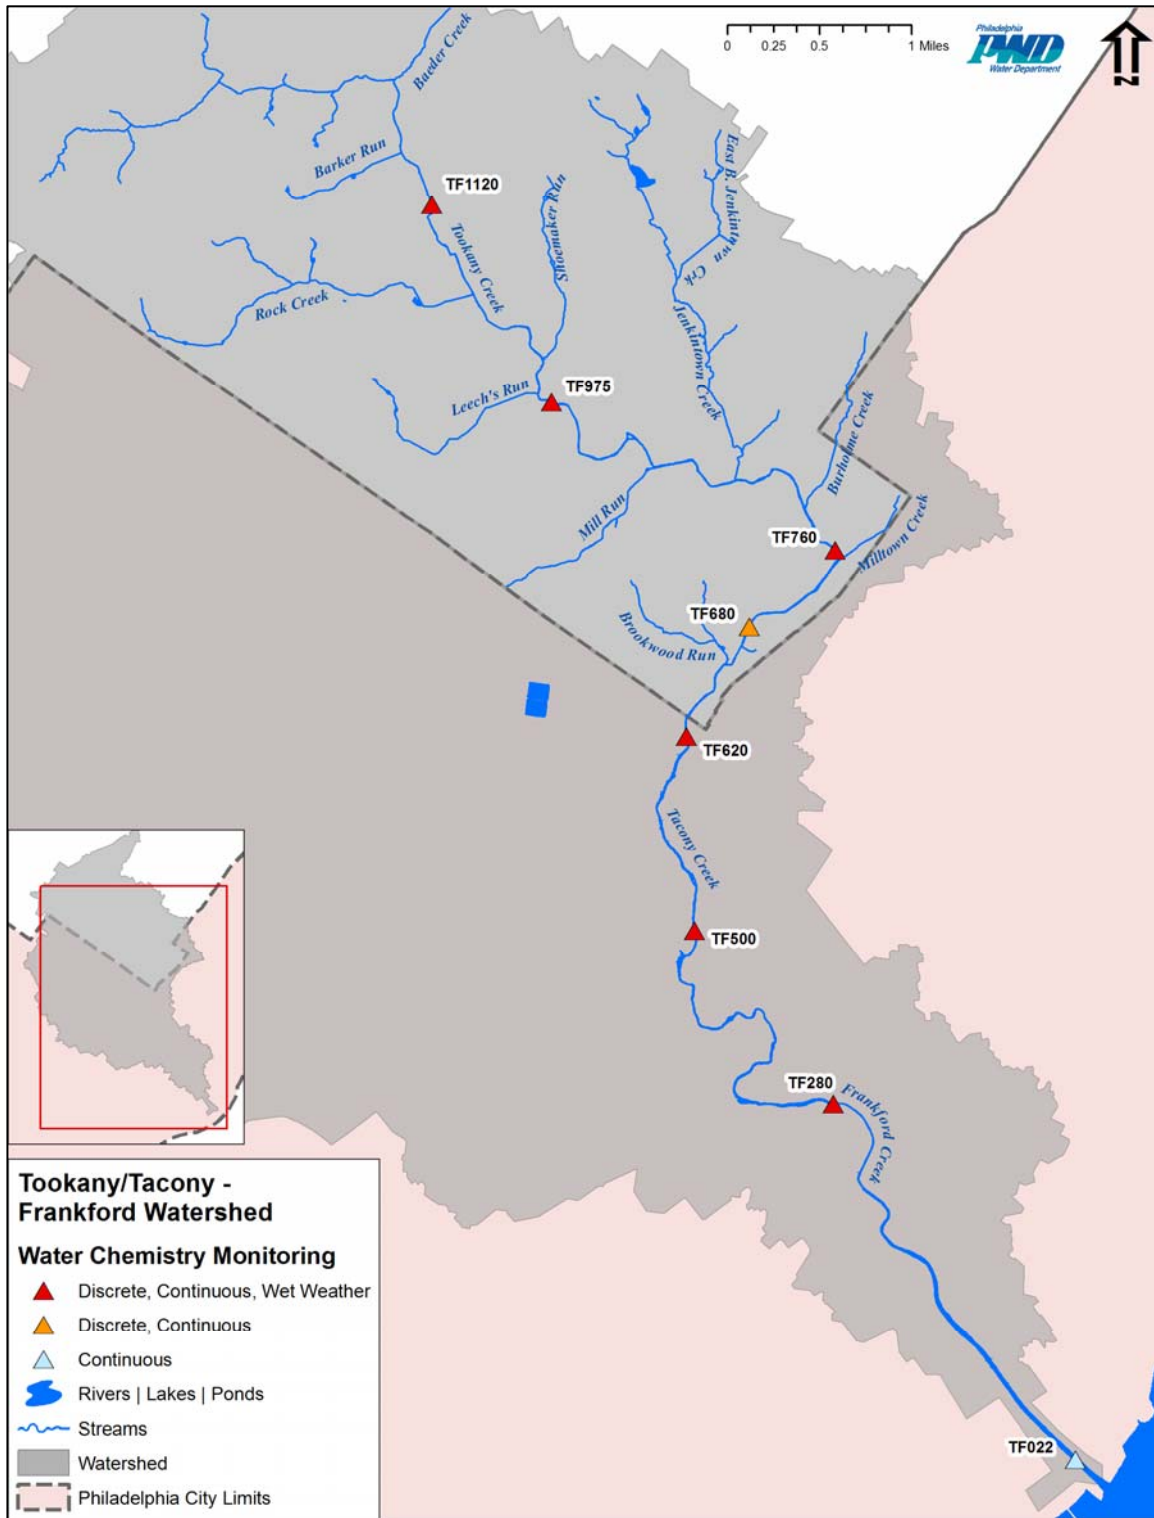 0 0.25 0.5 1 Miles
Philadelphia
PWD
Water Department
N
Baeder Creek
Barker Run
TF1120
Shoemaker Run
East B. Jenkintown Crk
Tookany Creek
Rock Creek
Jenkintown Creek
TF975
Leech's Run
Burholme Creek
Mill Run
TF760
Milltown Creek
TF680
Brookwood Run
TF620
Tacony Creek
TF500
TF280
Frankford Creek
TF022
Tookany/Tacony -
Frankford Watershed
Water Chemistry Monitoring
Discrete, Continuous, Wet Weather
Discrete, Continuous
Continuous
Rivers | Lakes | Ponds
Streams
Watershed
Philadelphia City Limits